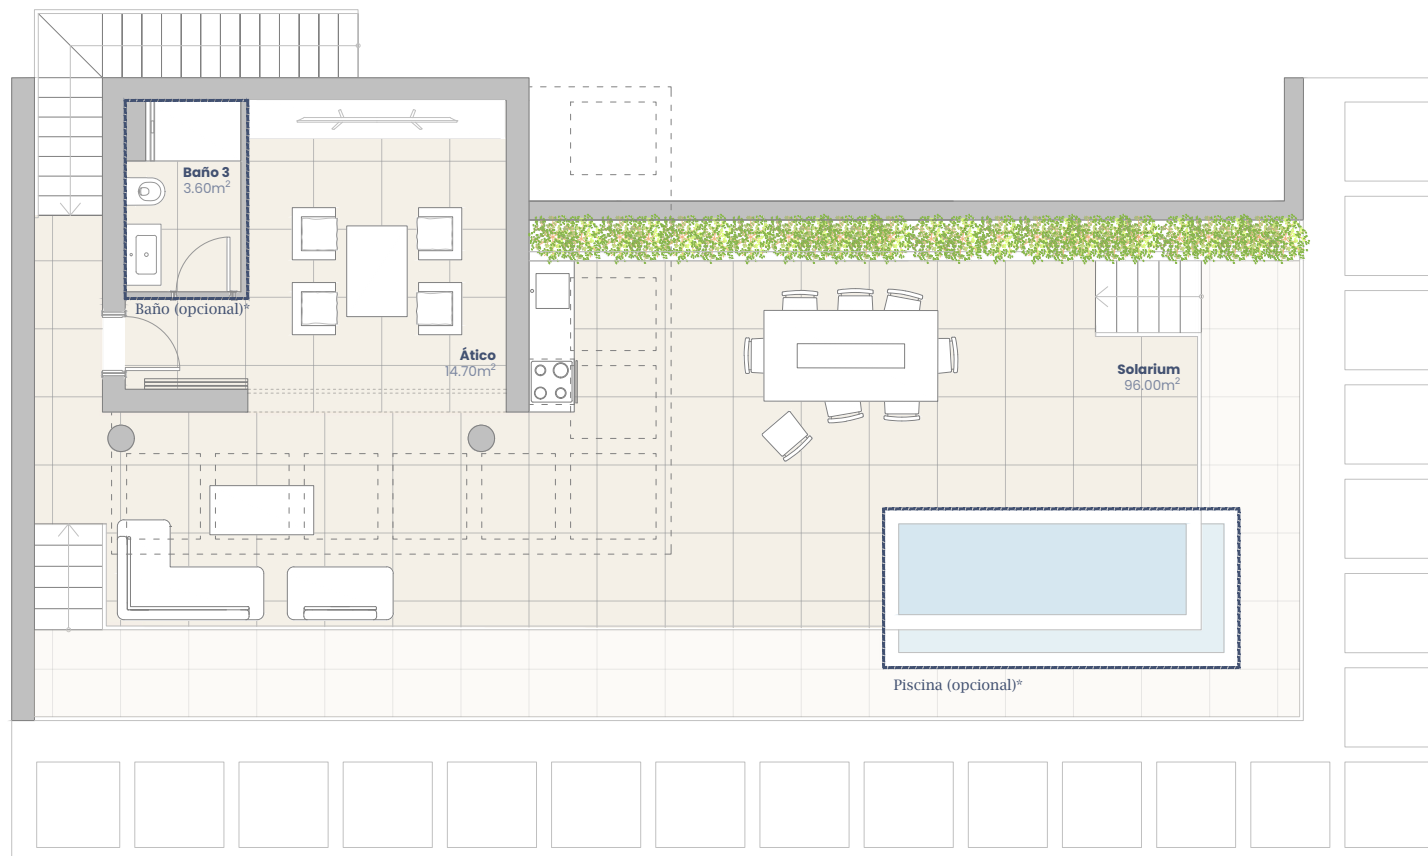 Baño 3
3.60m²
Baño (opcional)*
Ático
14.70m²
Solarium
96.00m²
Piscina (opcional)*